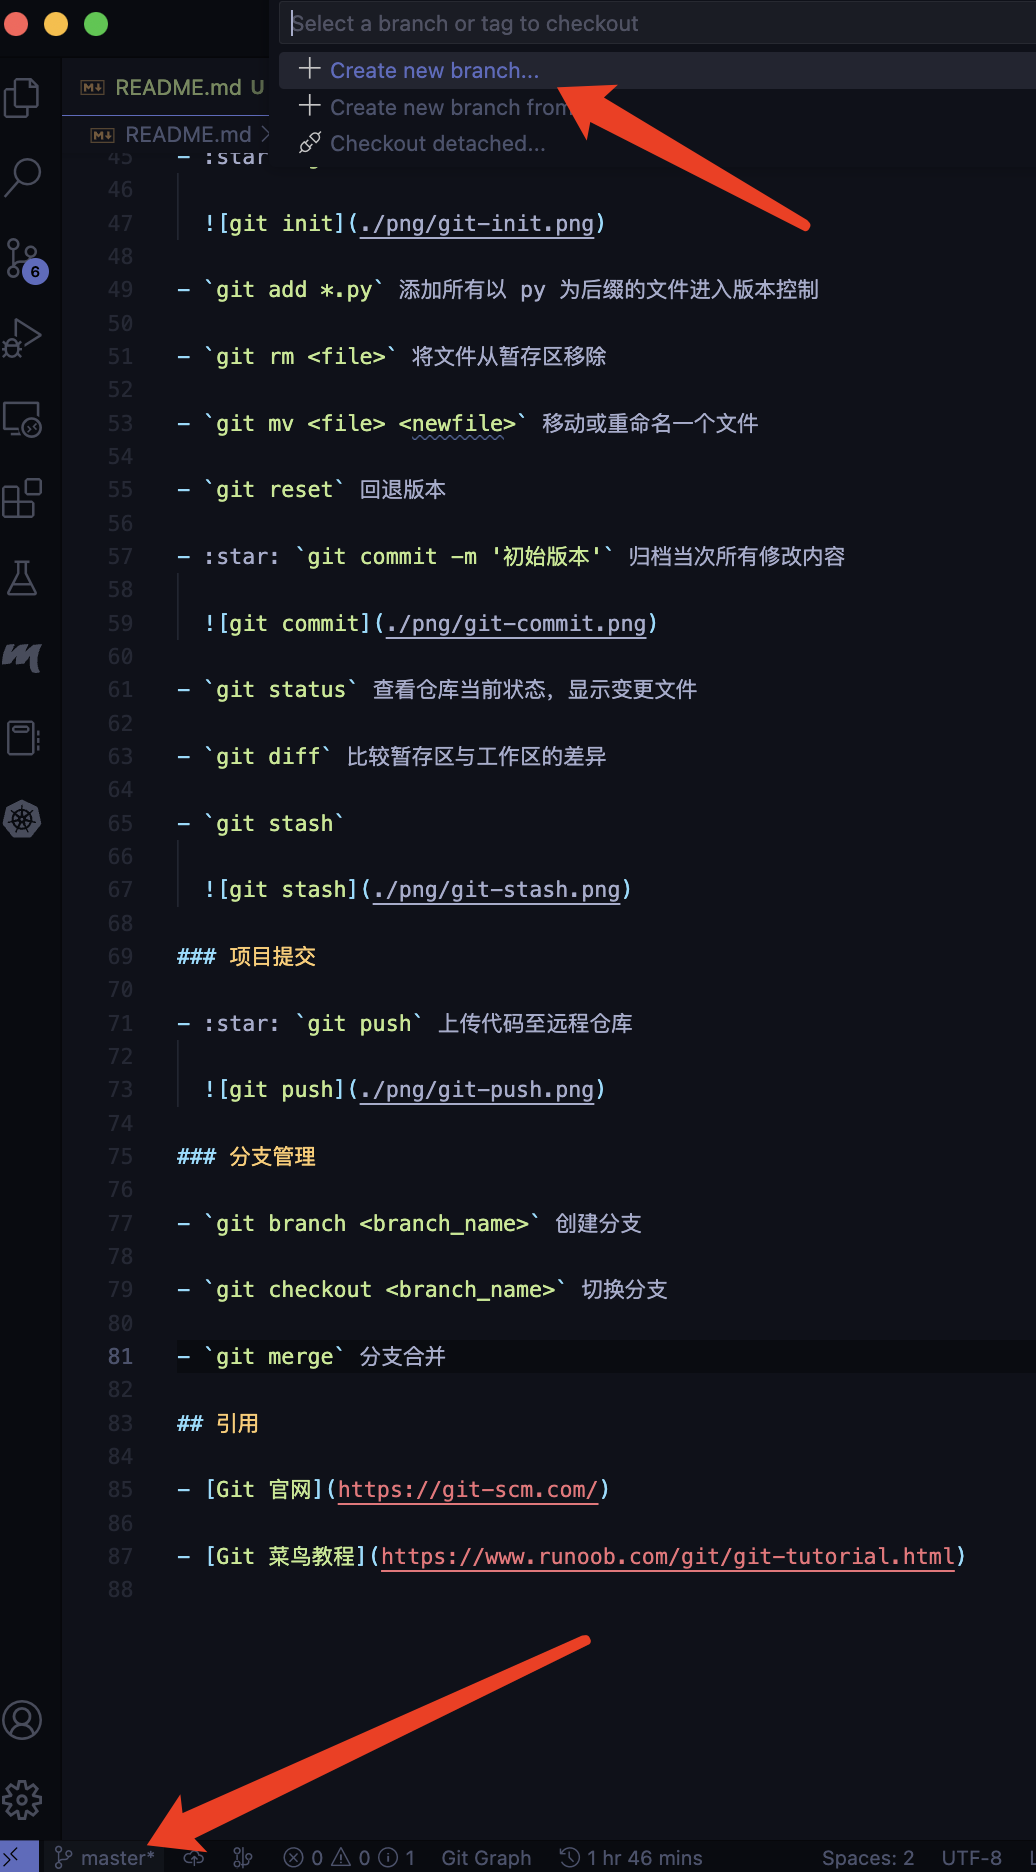 Select a branch or tag to checkout
Create new branch...
Create new branch from
Checkout detached...
README.md U
README.md
45 - :star
46
47 ![git init](./png/git-init.png)
48
49 - `git add *.py` 添加所有以 py 为后缀的文件进入版本控制
50
51 - `git rm <file>` 将文件从暂存区移除
52
53 - `git mv <file> <newfile>` 移动或重命名一个文件
54
55 - `git reset` 回退版本
56
57 - :star: `git commit -m '初始版本'` 归档当次所有修改内容
58
59 ![git commit](./png/git-commit.png)
60
61 - `git status` 查看仓库当前状态，显示变更文件
62
63 - `git diff` 比较暂存区与工作区的差异
64
65 - `git stash`
66
67 ![git stash](./png/git-stash.png)
68
69 ### 项目提交
70
71 - :star: `git push` 上传代码至远程仓库
72
73 ![git push](./png/git-push.png)
74
75 ### 分支管理
76
77 - `git branch <branch_name>` 创建分支
78
79 - `git checkout <branch_name>` 切换分支
80
81 - `git merge` 分支合并
82
83 ## 引用
84
85 - [Git 官网](https://git-scm.com/)
86
87 - [Git 菜鸟教程](https://www.runoob.com/git/git-tutorial.html)
88
6
master* 0 0 1 Git Graph 1 hr 46 mins Spaces: 2 UTF-8